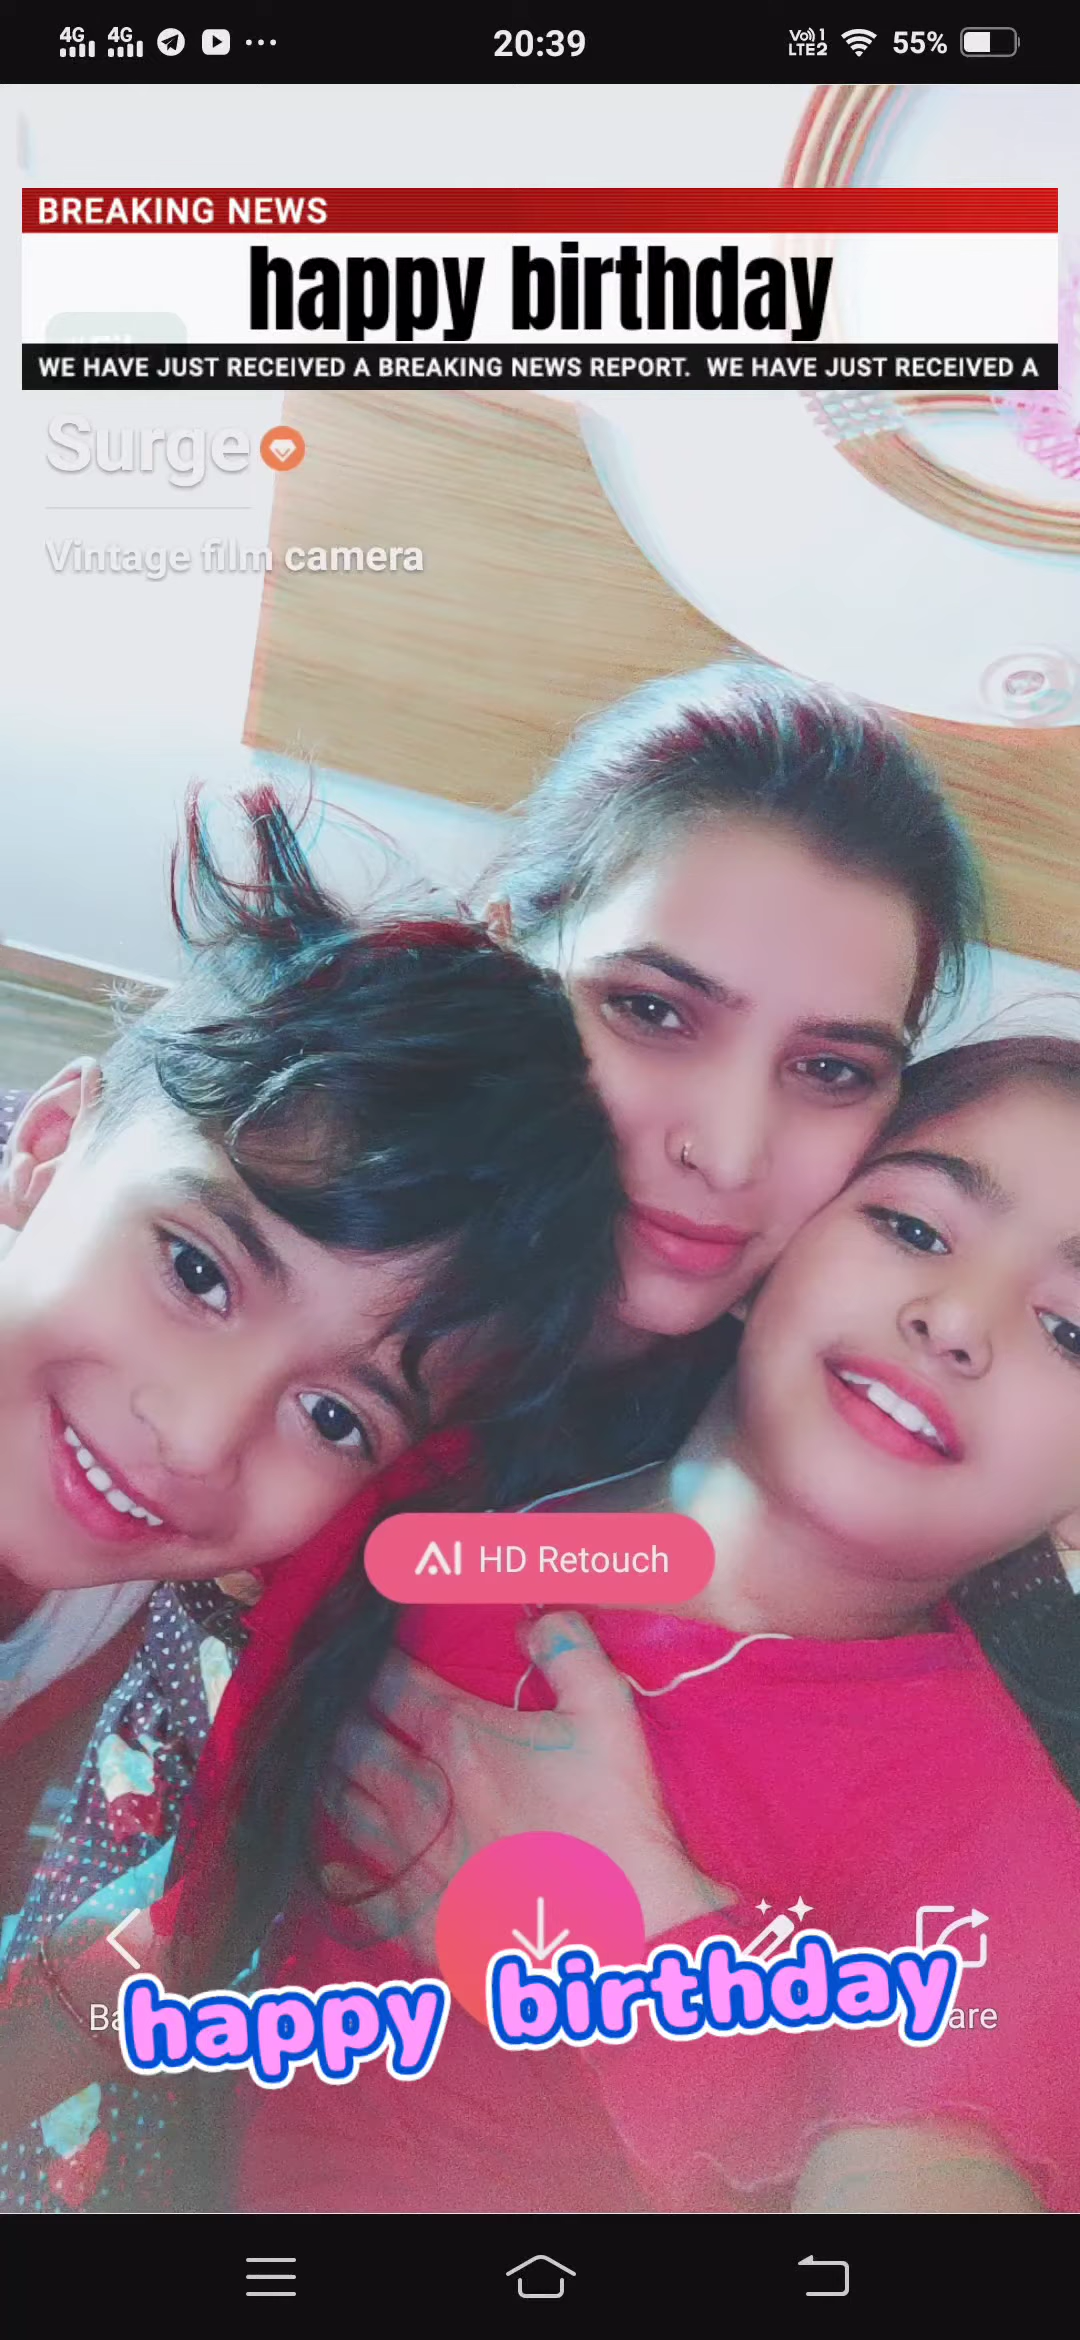 4G 4G 20:39 Vo)) 1 LTE2 55%
BREAKING NEWS
happy birthday
WE HAVE JUST RECEIVED A BREAKING NEWS REPORT. WE HAVE JUST RECEIVED A
Surge
Vintage film camera
AI HD Retouch
happy birthday